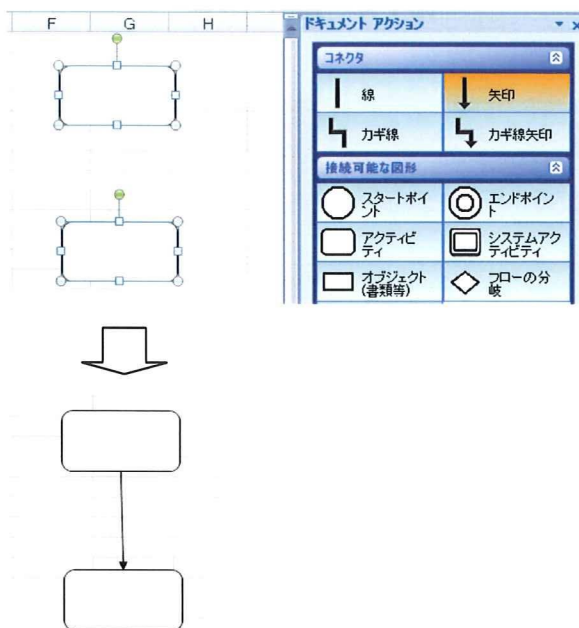 F G H
ドキュメント アクション
コネクタ
線
矢印
カギ線
カギ線矢印
接続可能な図形
スタートポイ
ント
エンドポイン
ト
アクティビ
ティ
システムアク
ティビティ
オブジェクト
(書類等)
フローの分
岐